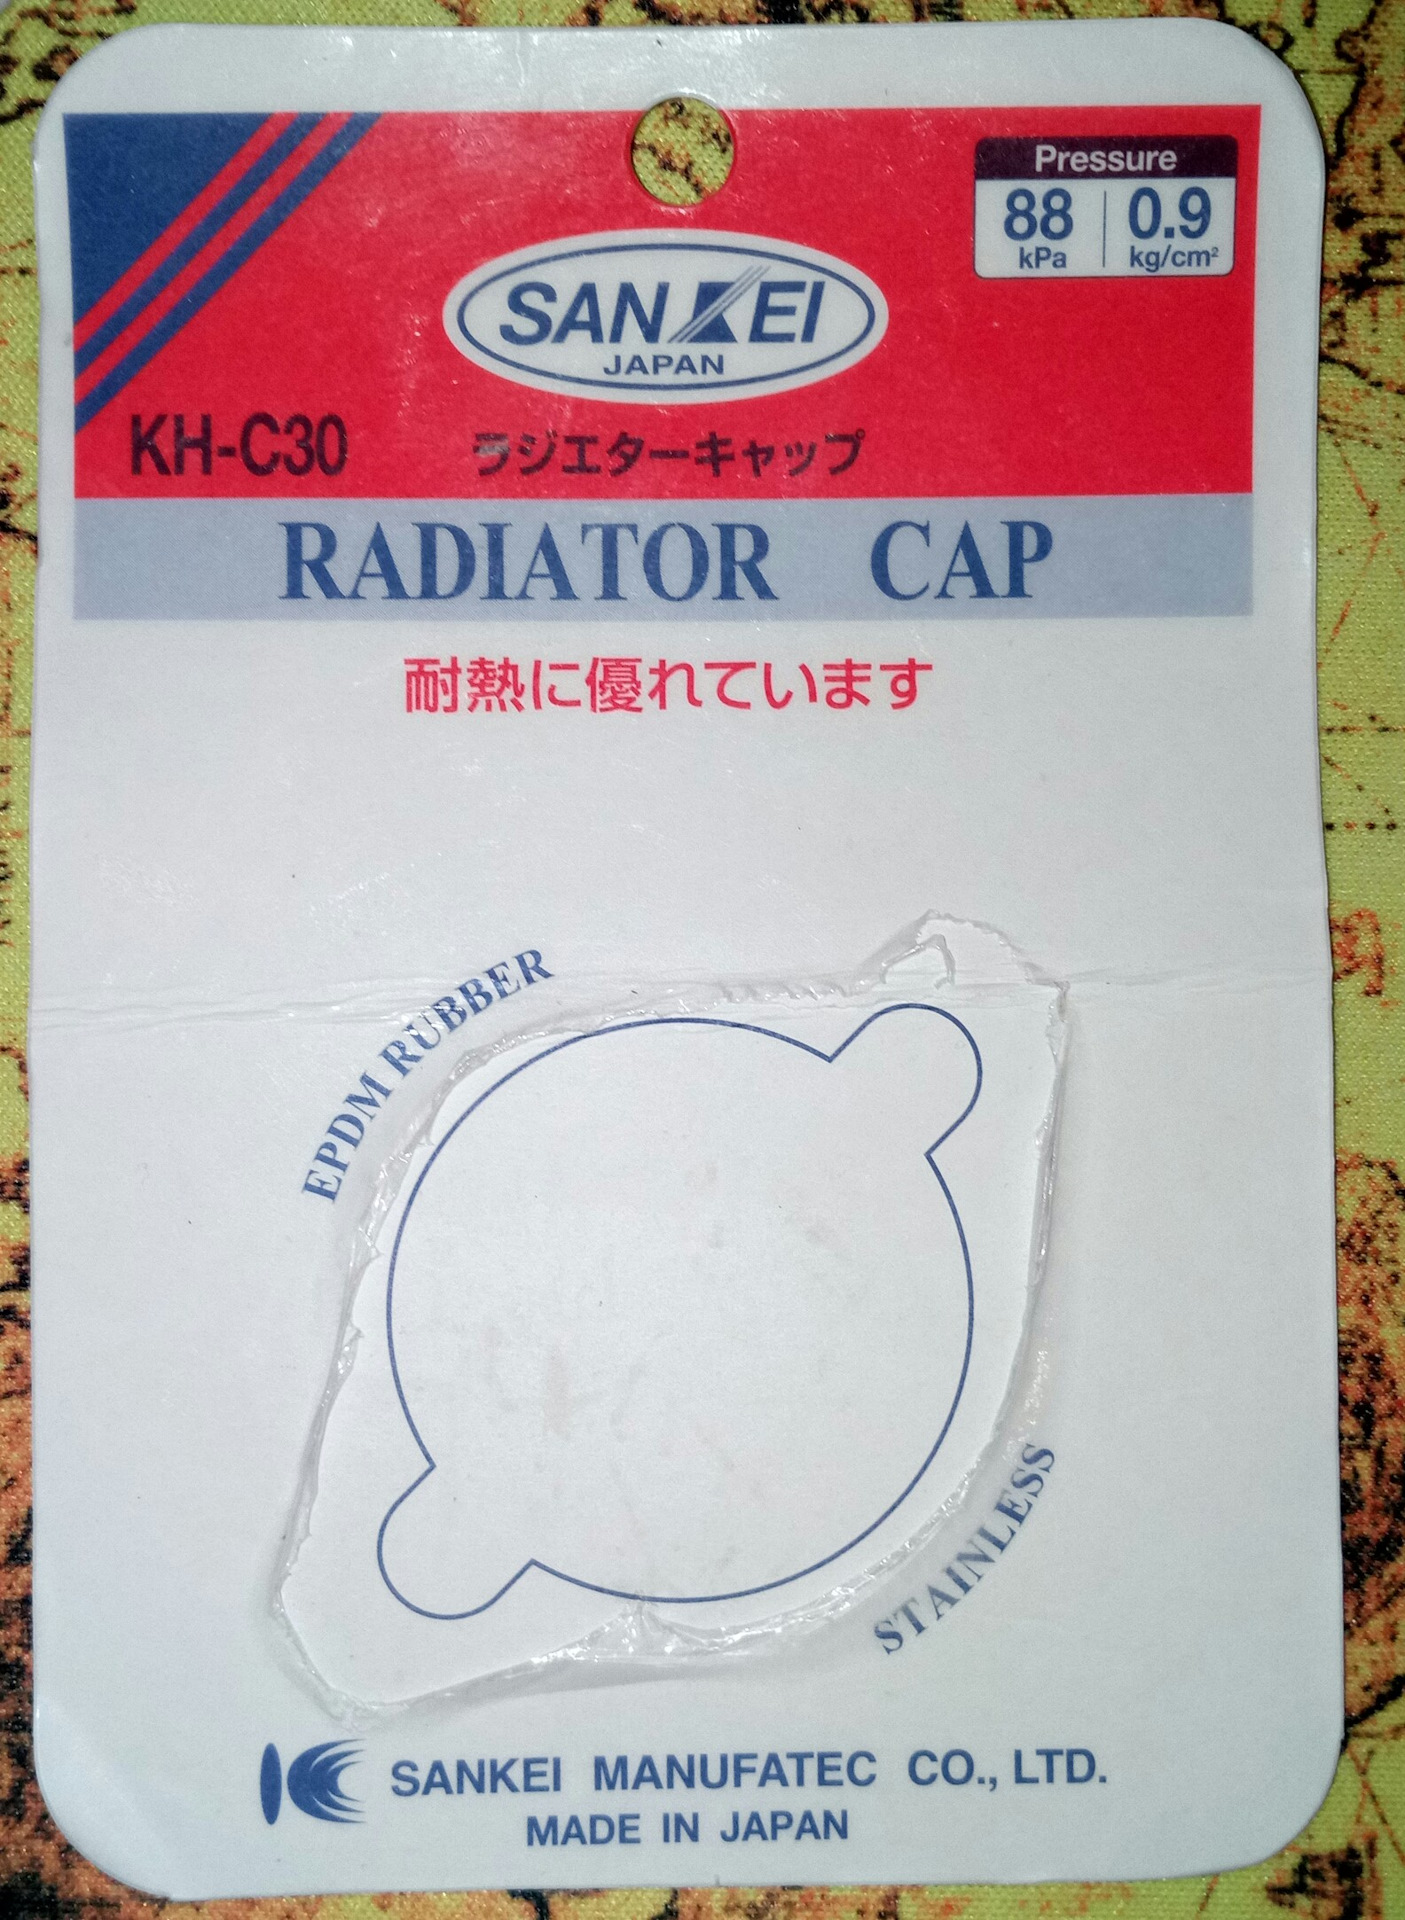 Pressure
88 kPa 0.9 kg/cm²
SANKEI
JAPAN
KH-C30 ラジエターキャップ
RADIATOR CAP
耐熱に優れています
EPDM RUBBER
STAINLESS
SANKEI MANUFATEC CO., LTD.
MADE IN JAPAN